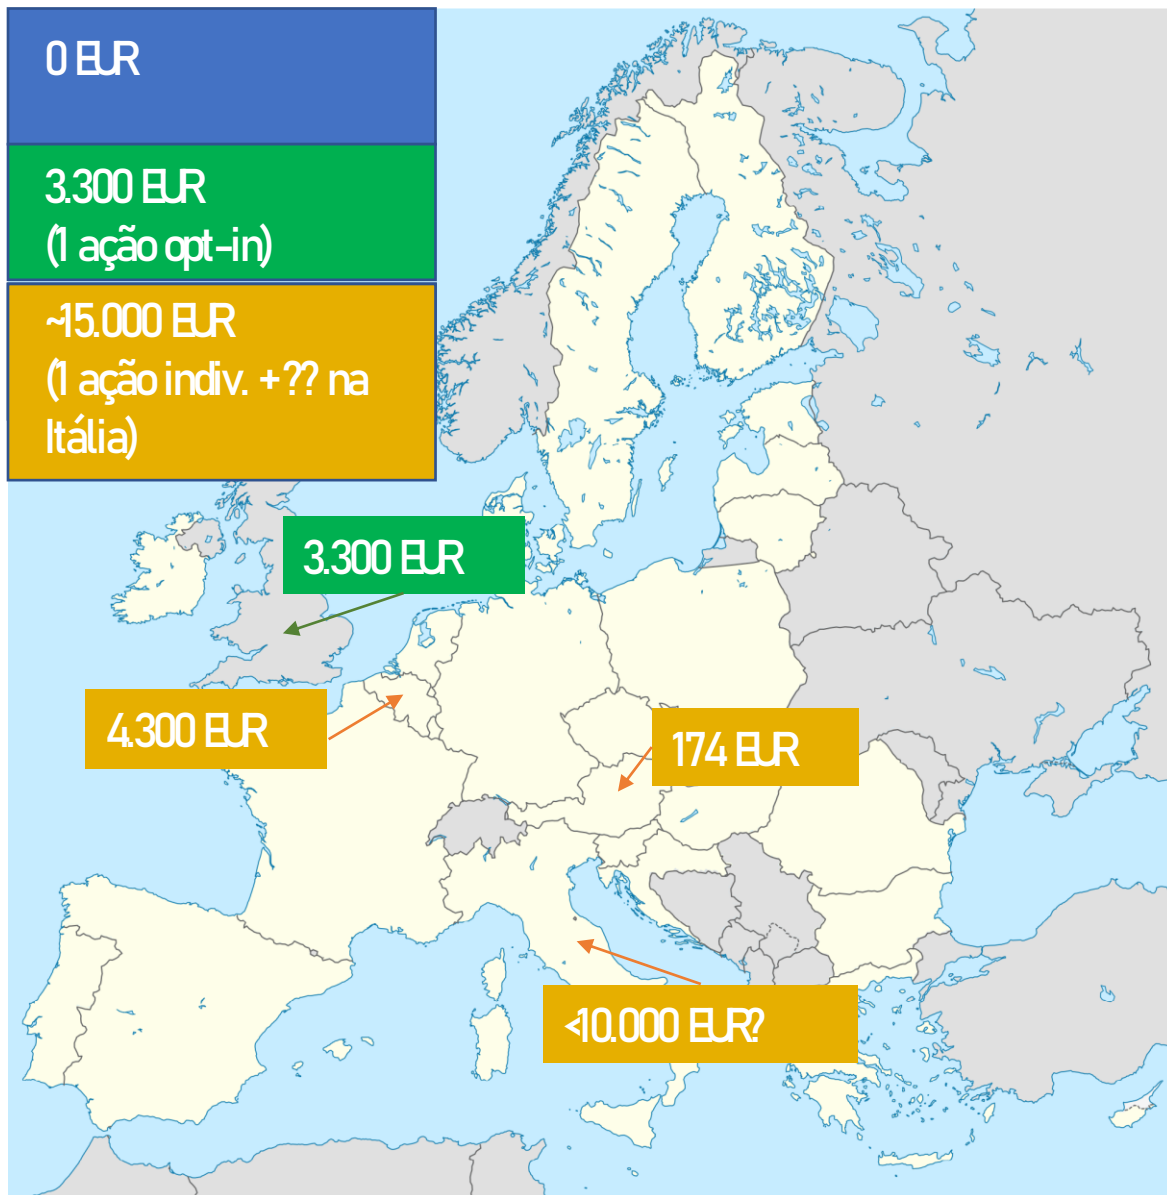 0 EUR
3.300 EUR
(1 ação opt-in)
~15.000 EUR
(1 ação indiv. + ?? na
Itália)
3.300 EUR
4.300 EUR
174 EUR
<10.000 EUR?